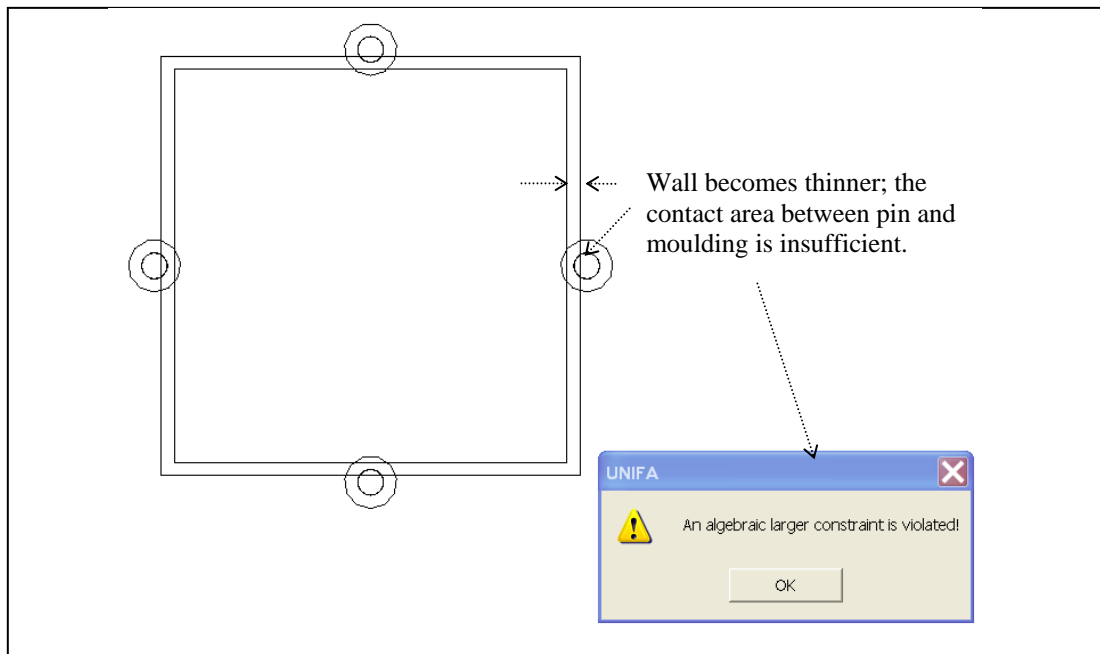 Wall becomes thinner; the
contact area between pin and
moulding is insufficient.
UNIFA
An algebraic larger constraint is violated!
OK